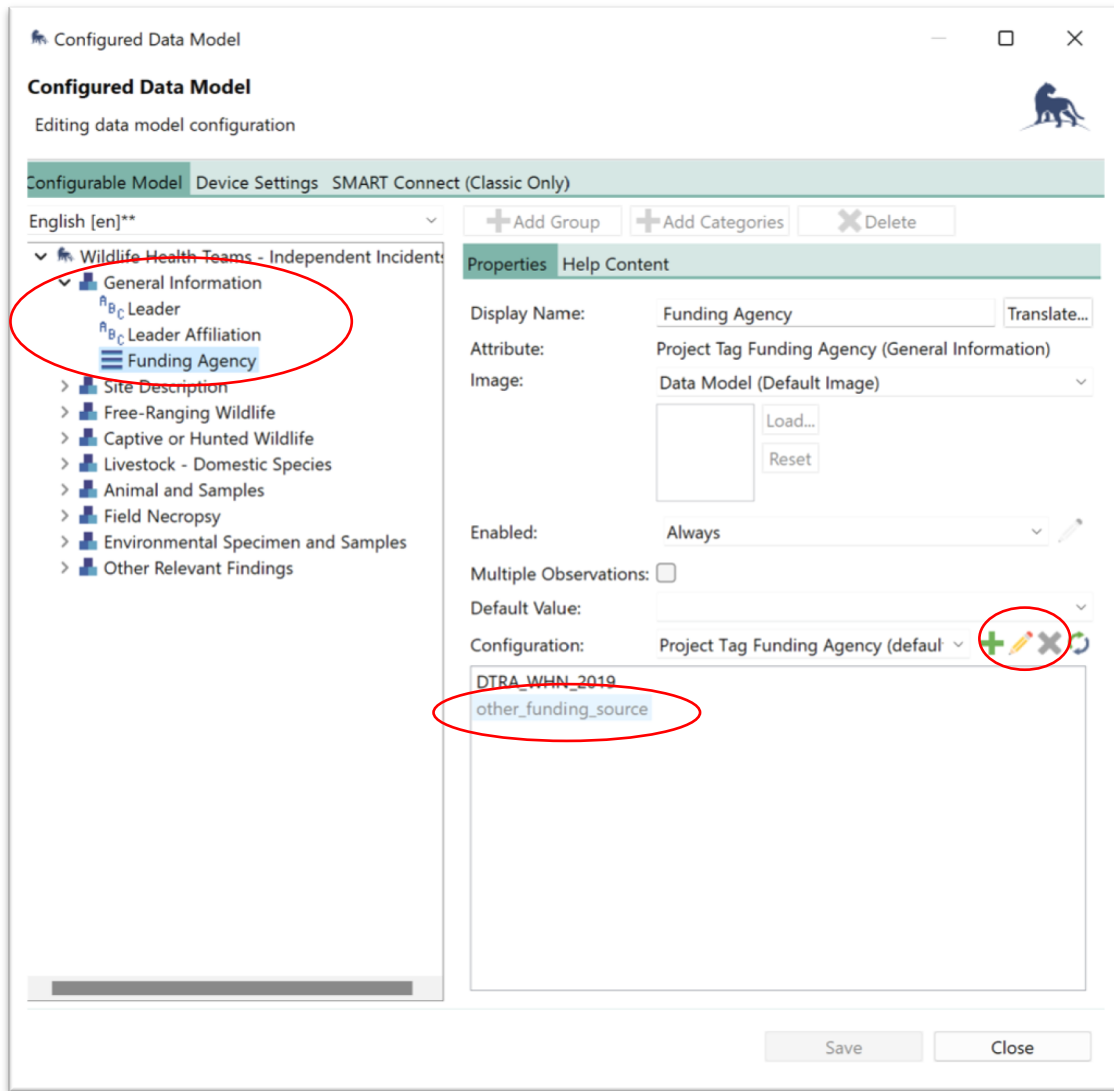 Configured Data Model
Configured Data Model
Editing data model configuration
Configurable Model Device Settings SMART Connect (Classic Only)
English [en]**
Add Group Add Categories Delete
Wildlife Health Teams - Independent Incidents
General Information
ABC Leader
ABC Leader Affiliation
Funding Agency
Site Description
Free-Ranging Wildlife
Captive or Hunted Wildlife
Livestock - Domestic Species
Animal and Samples
Field Necropsy
Environmental Specimen and Samples
Other Relevant Findings
Properties Help Content
Display Name: Funding Agency Translate...
Attribute: Project Tag Funding Agency (General Information)
Image: Data Model (Default Image)
Load...
Reset
Enabled: Always
Multiple Observations:
Default Value:
Configuration: Project Tag Funding Agency (defaul
DTRA_WHN_2019
other_funding_source
Save Close